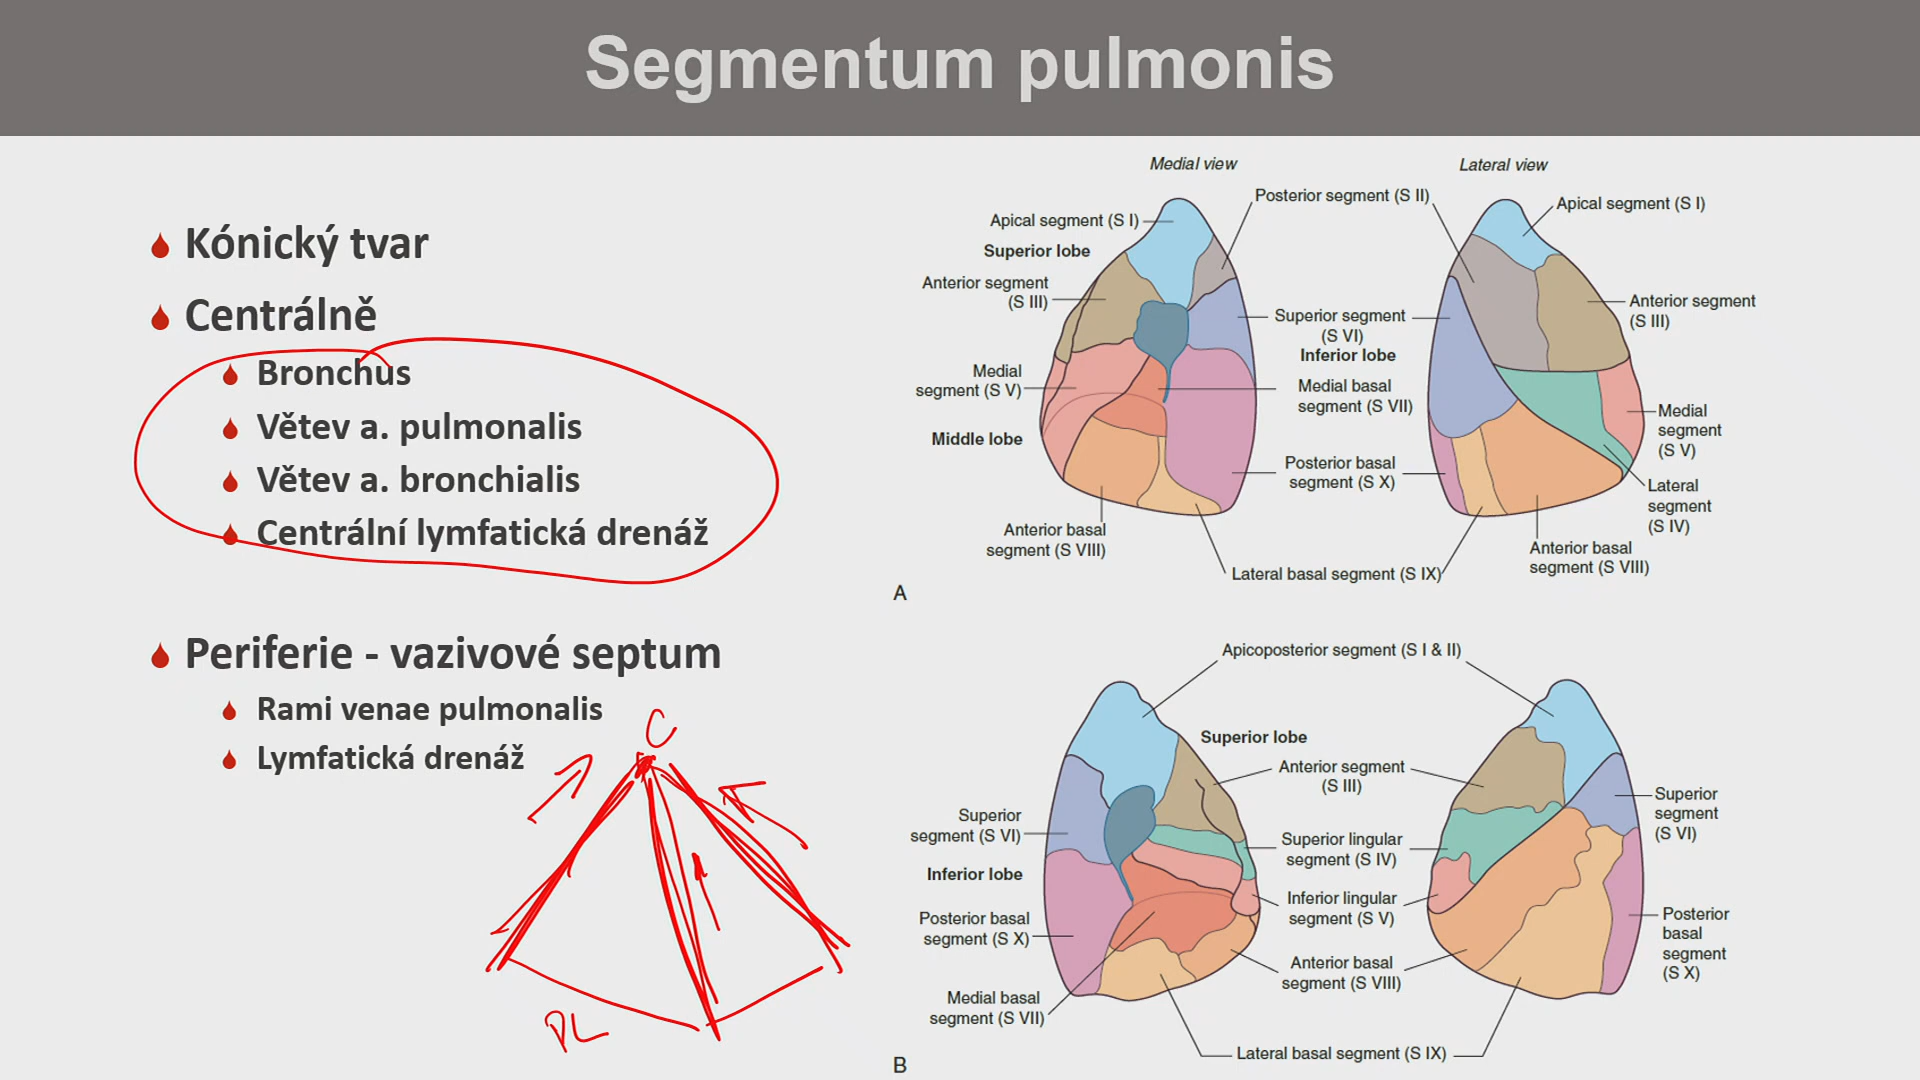 Segmentum pulmonis
Kónický tvar
Centrálně
Bronchus
Větev a. pulmonalis
Větev a. bronchialis
Centrální lymfatická drenáž
Periferie - vazivové septum
Rami venae pulmonalis
Lymfatická drenáž
C
PL
Medial view
Lateral view
Apical segment (S I)
Superior lobe
Anterior segment
(S III)
Medial
segment (S V)
Middle lobe
Anterior basal
segment (S VIII)
Posterior segment (S II)
Superior segment
(S VI)
Inferior lobe
Medial basal
segment (S VII)
Posterior basal
segment (S X)
Lateral basal segment (S IX)
Apical segment (S I)
Anterior segment
(S III)
Medial
segment
(S V)
Lateral
segment
(S IV)
Anterior basal
segment (S VIII)
A
Apicoposterior segment (S I & II)
Superior
segment (S VI)
Inferior lobe
Posterior basal
segment (S X)
Medial basal
segment (S VII)
Superior lobe
Anterior segment
(S III)
Superior lingular
segment (S IV)
Inferior lingular
segment (S V)
Anterior basal
segment (S VIII)
Lateral basal segment (S IX)
Superior
segment
(S VI)
Posterior
basal
segment
(S X)
B